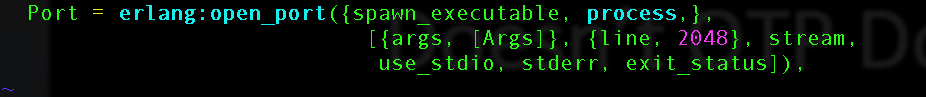 Port = erlang:open_port({spawn_executable, process,},
[{args, [Args]}, {line, 2048}, stream,
use_stdio, stderr, exit_status]),
~